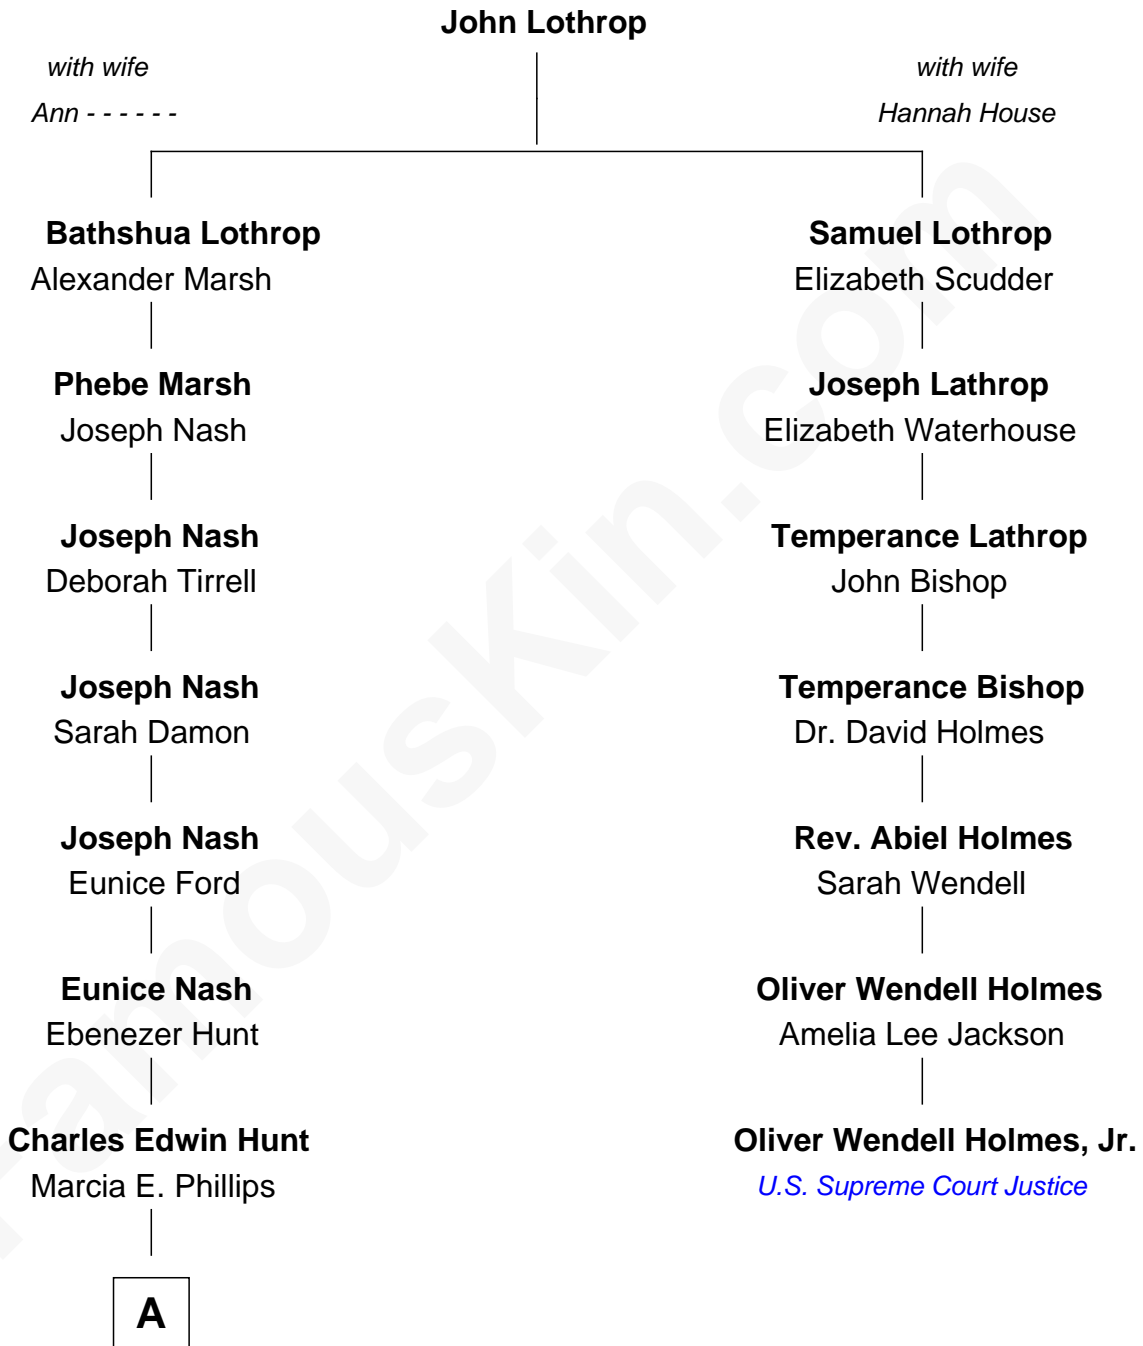 John Lothrop
with wife
Ann - - - - - -
with wife
Hannah House
Bathshua Lothrop
Alexander Marsh
Samuel Lothrop
Elizabeth Scudder
Phebe Marsh
Joseph Nash
Joseph Lathrop
Elizabeth Waterhouse
Joseph Nash
Deborah Tirrell
Temperance Lathrop
John Bishop
Joseph Nash
Sarah Damon
Temperance Bishop
Dr. David Holmes
Joseph Nash
Eunice Ford
Rev. Abiel Holmes
Sarah Wendell
Eunice Nash
Ebenezer Hunt
Oliver Wendell Holmes
Amelia Lee Jackson
Charles Edwin Hunt
Marcia E. Phillips
Oliver Wendell Holmes, Jr.
U.S. Supreme Court Justice
A
FamousKin.com